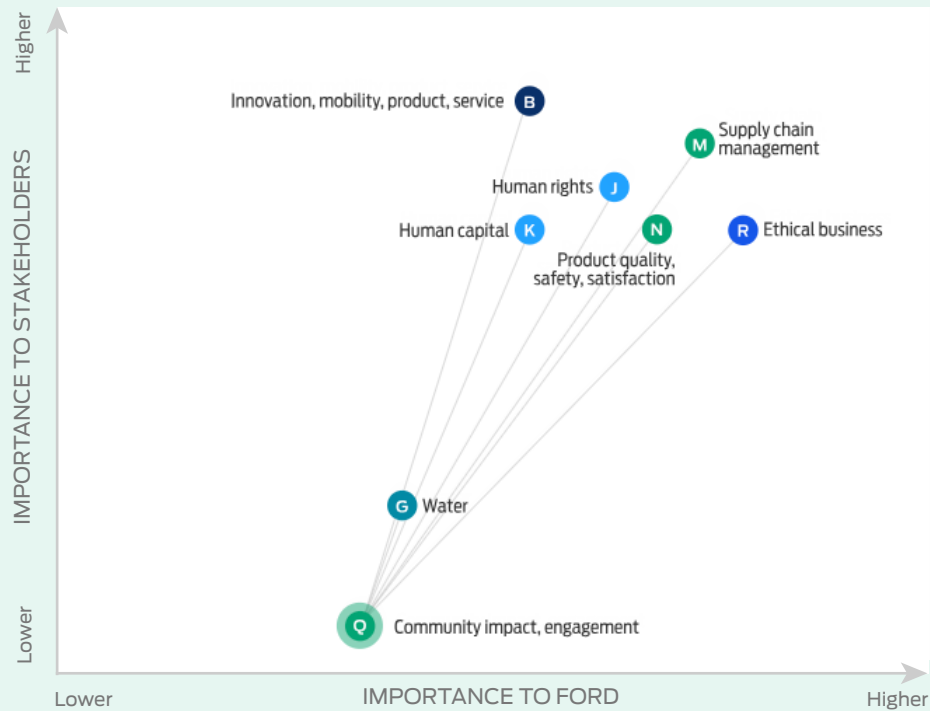 Higher
IMPORTANCE TO STAKEHOLDERS
Lower
Innovation, mobility, product, service
B
M
Supply chain
management
Human rights
J
Human capital
K
N
Product quality,
safety, satisfaction
R
Ethical business
G
Water
Q
Community impact, engagement
Lower
IMPORTANCE TO FORD
Higher